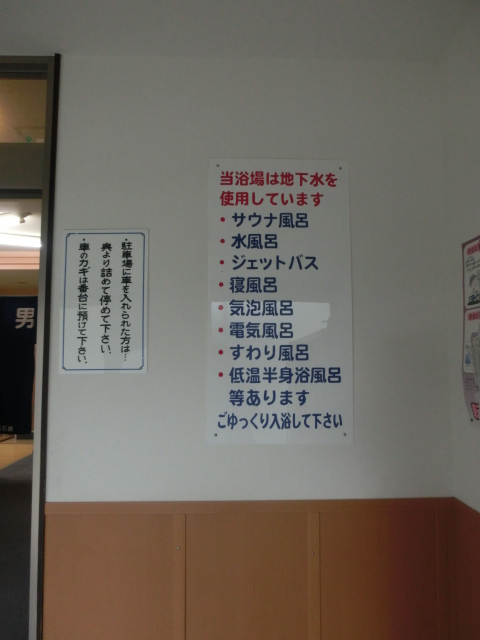 当浴場は地下水を
使用しています
・サウナ風呂
・水風呂
・ジェットバス
・寝風呂
・気泡風呂
・電気風呂
・すわり風呂
・低温半身浴風呂
等あります
ごゆっくり入浴して下さい
・駐車場に車を入れられた方は…
奥より詰めて停めて下さい、
・車のカギは番台に預けて下さい、
男